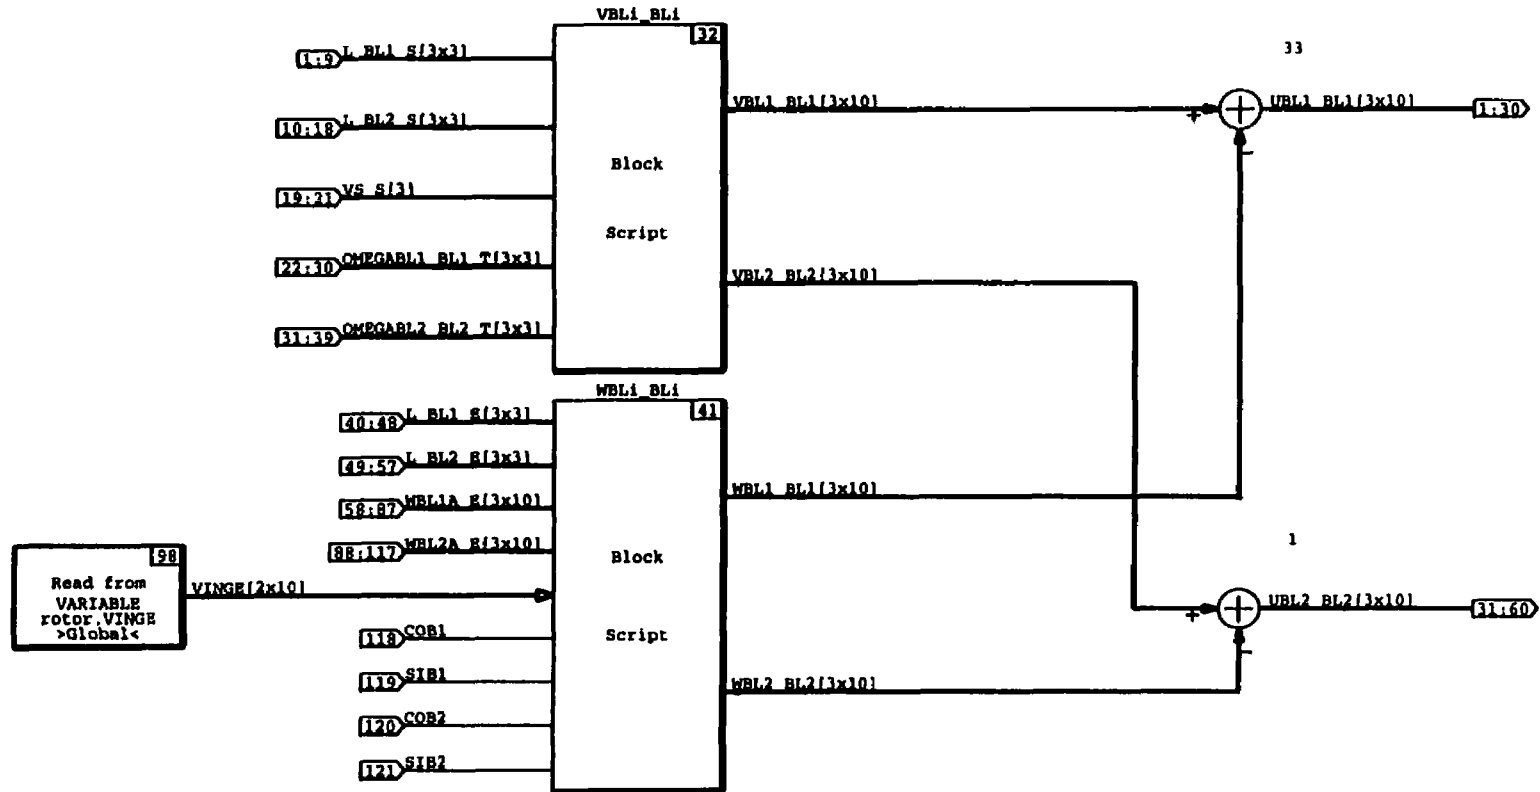 VBLi_BLi
32
1:9 L_BL1_S[3x3]
33
VBL1_BL1[3x10]
UBL1_BL1[3x10]
1:30
+
-
10:18 L_BL2_S[3x3]
Block
19:21 VS_S[3]
Script
22:30 OMEGABL1_BL1_T[3x3]
VBL2_BL2[3x10]
31:39 OMEGABL2_BL2_T[3x3]
WBLi_BLi
41
40:48 L_BL1_E[3x3]
49:57 L_BL2_E[3x3]
WBL1_BL1[3x10]
58:87 WBL1A_E[3x10]
88:117 WBL2A_E[3x10]
Block
1
98
Read from
VARIABLE
rotor.VINGE
>Global<
VINGE[2x10]
UBL2_BL2[3x10]
31:60
+
-
Script
118 COB1
119 SIB1
WBL2_BL2[3x10]
120 COB2
121 SIB2